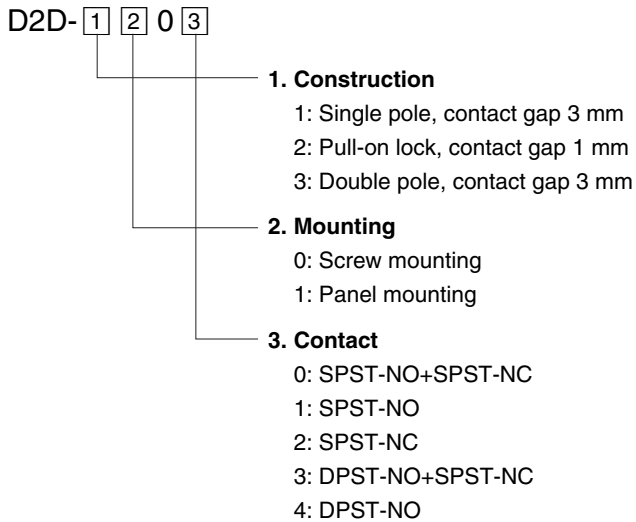 D2D- 1 2 0 3
1. Construction
1: Single pole, contact gap 3 mm
2: Pull-on lock, contact gap 1 mm
3: Double pole, contact gap 3 mm
2. Mounting
0: Screw mounting
1: Panel mounting
3. Contact
0: SPST-NO+SPST-NC
1: SPST-NO
2: SPST-NC
3: DPST-NO+SPST-NC
4: DPST-NO